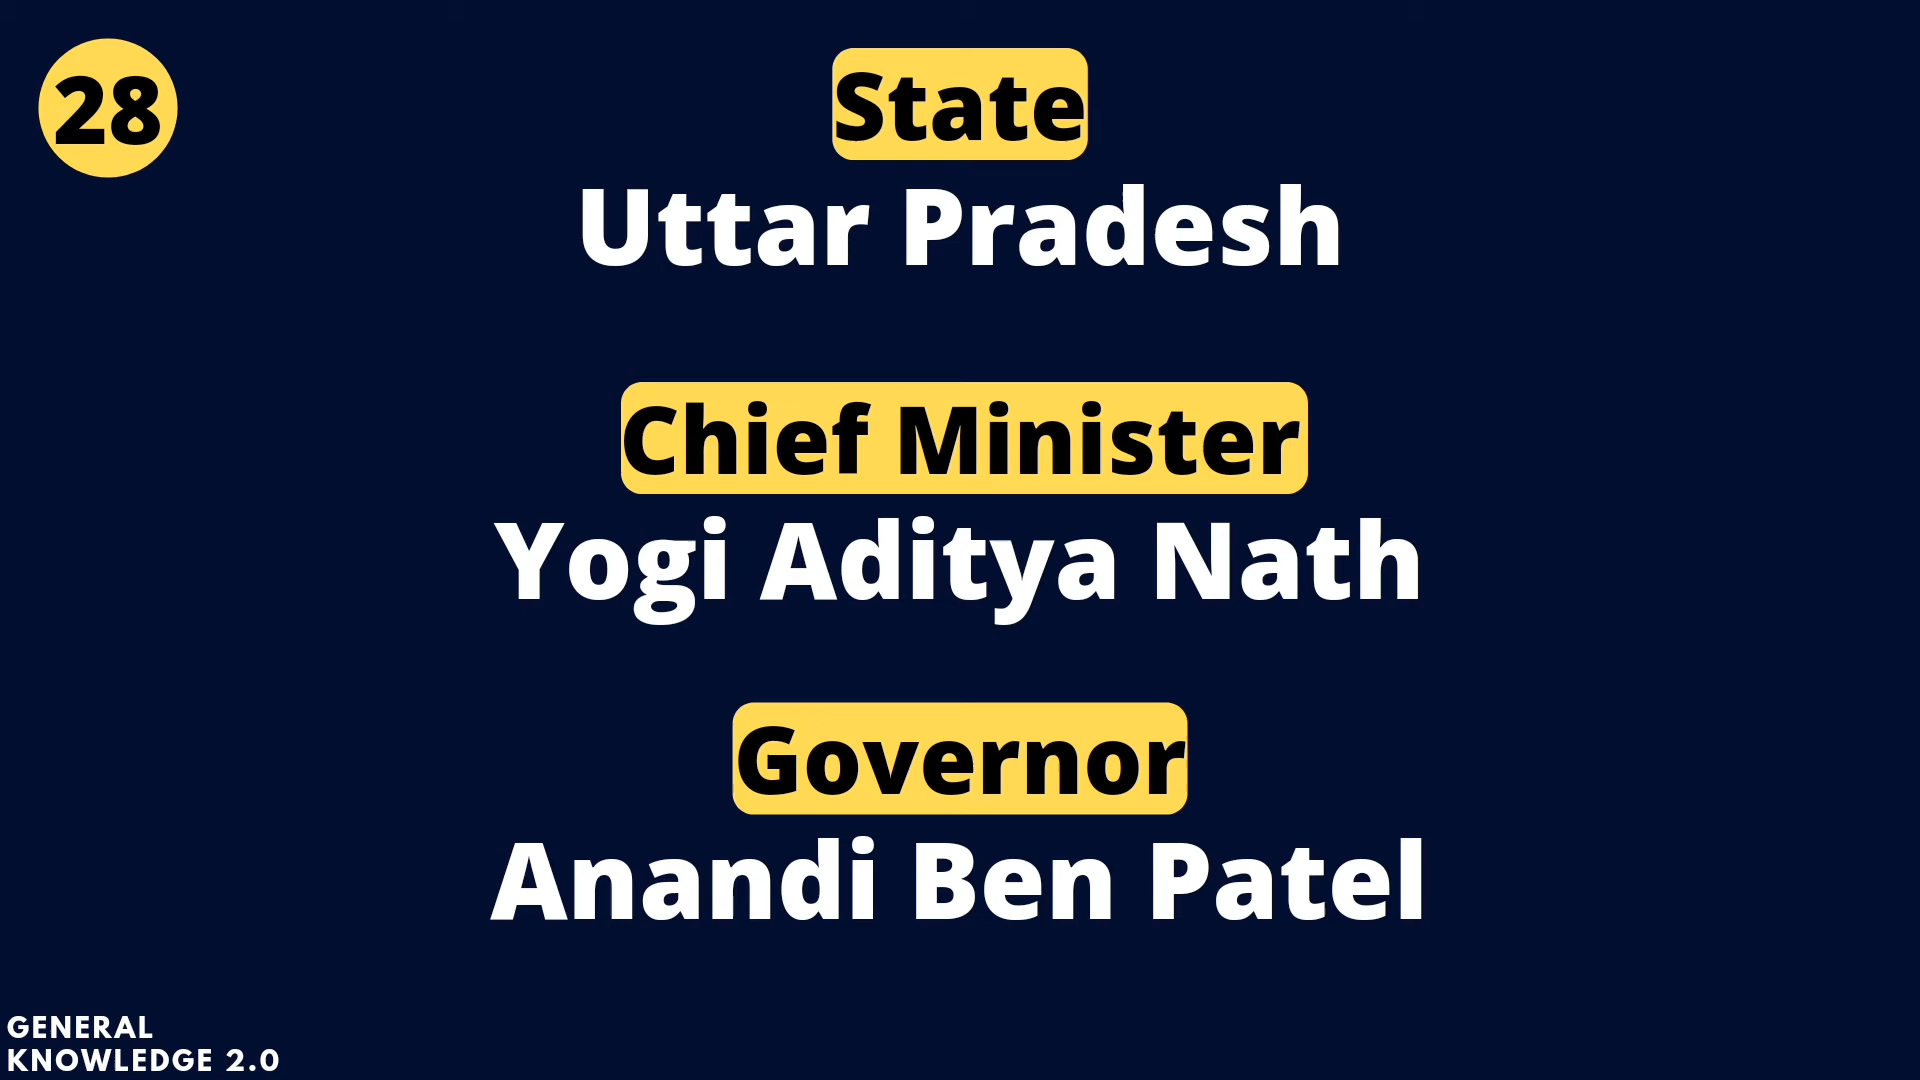 28
State
Uttar Pradesh
Chief Minister
Yogi Aditya Nath
Governor
Anandi Ben Patel
GENERAL
KNOWLEDGE 2.0